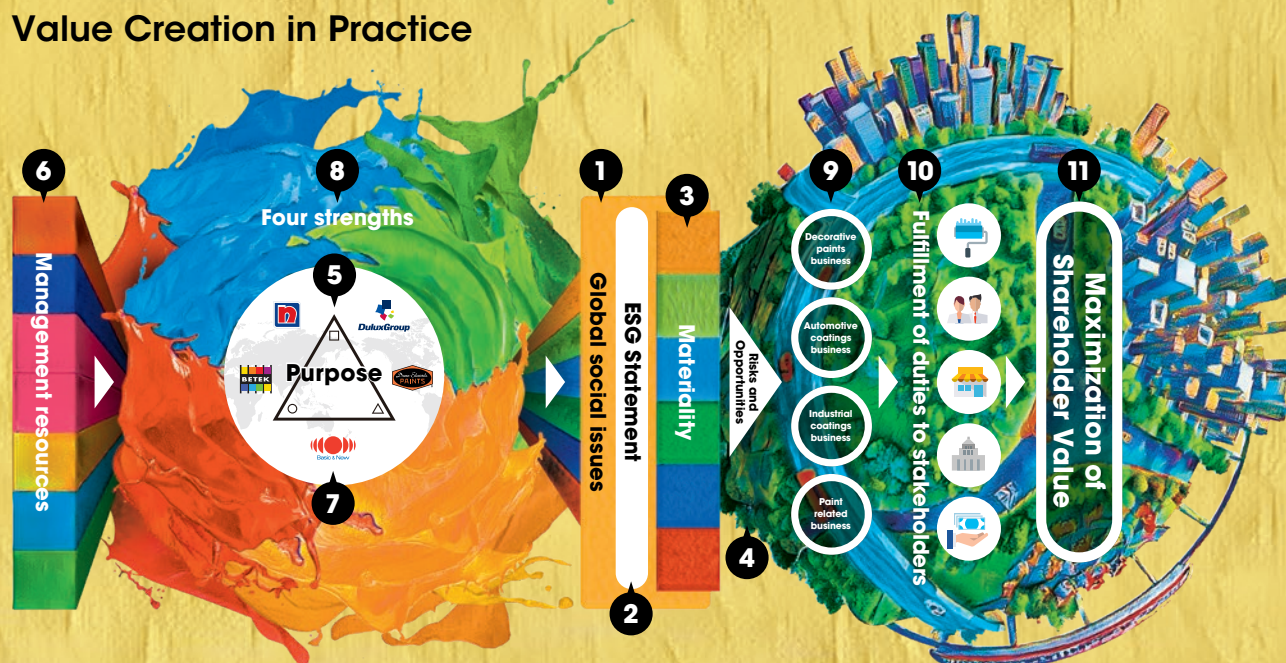 Value Creation in Practice
6
Management resources
8
Four strengths
5
n
DuluxGroup
BETEK
Purpose
Dunn-Edwards
PAINTS
Basic & New
7
1
Global social issues
ESG Statement
2
3
Materiality
Risks and
Opportunities
4
9
Decorative
paints
business
Automotive
coatings
business
Industrial
coatings
business
Paint
related
business
10
Fulfillment of duties to stakeholders
11
Maximization of
Shareholder Value